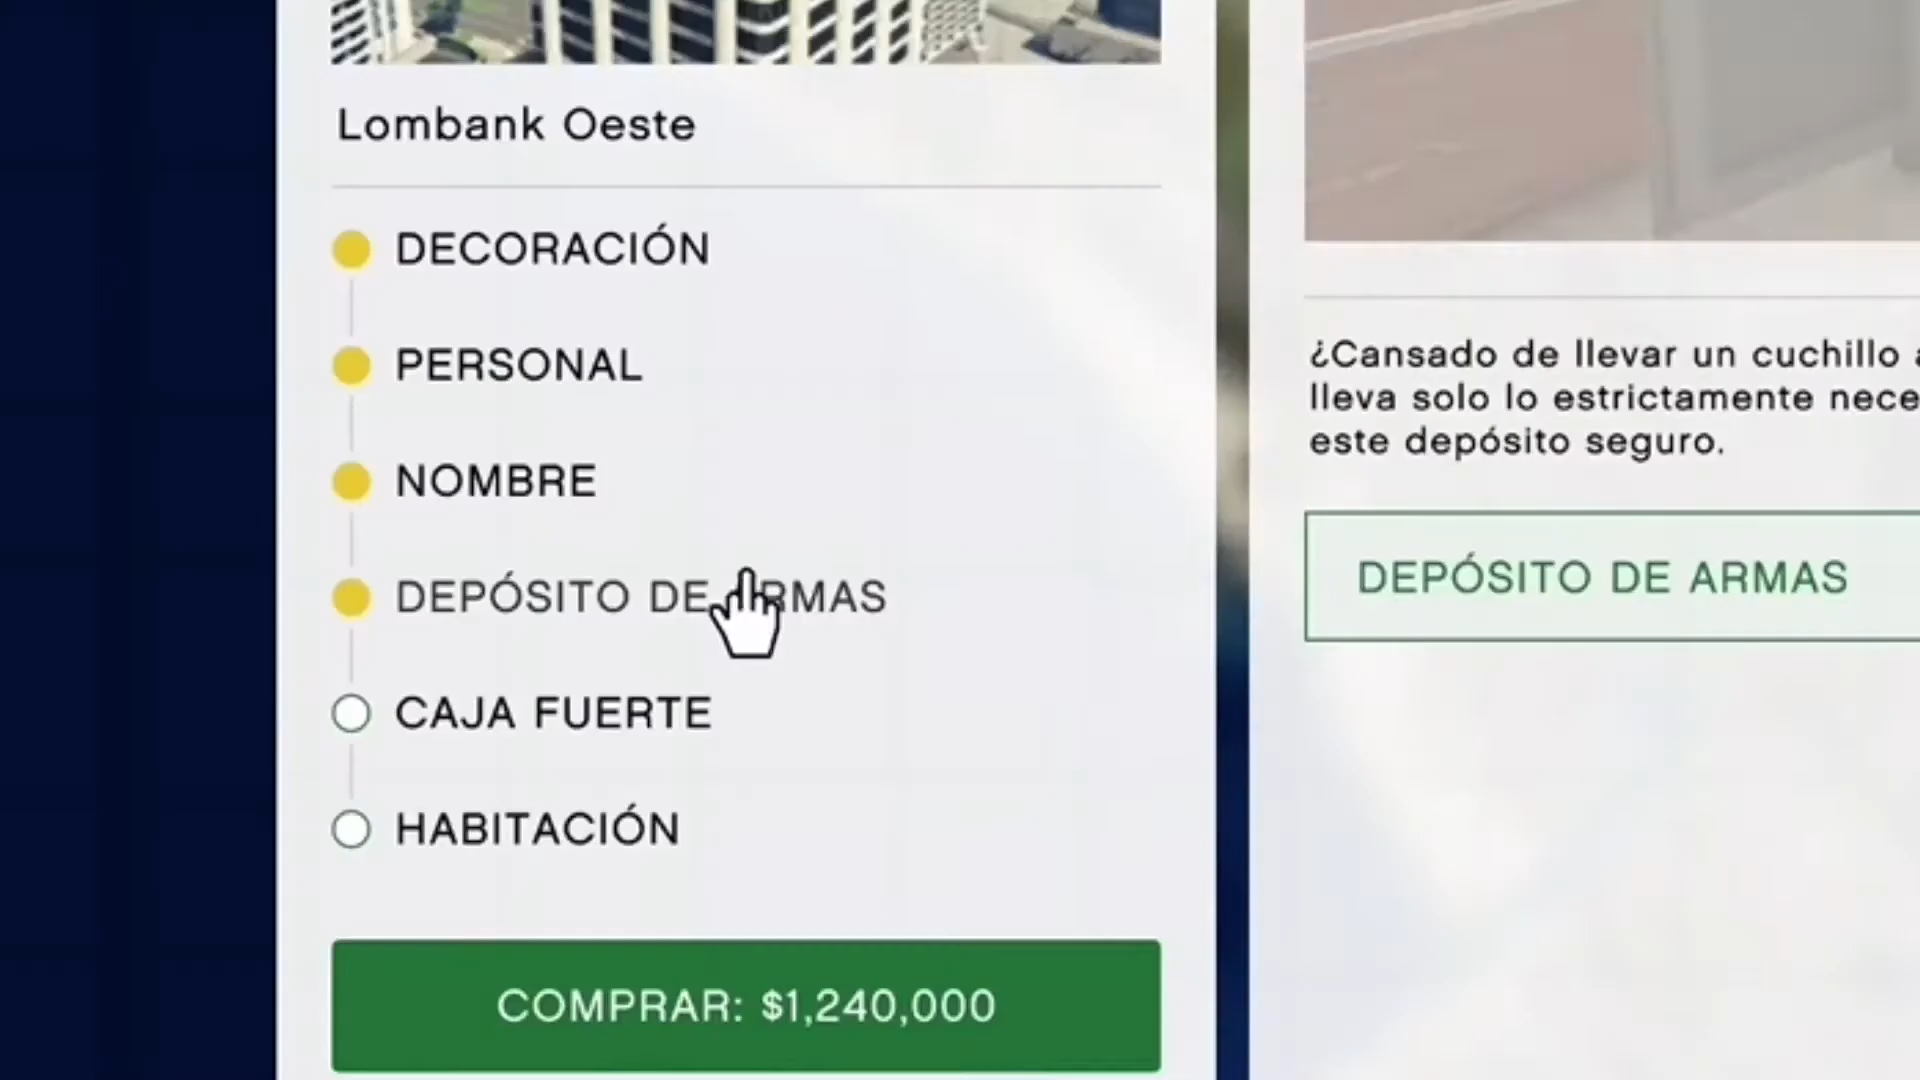 Lombank Oeste
DECORACIÓN
PERSONAL
NOMBRE
DEPÓSITO DE ARMAS
CAJA FUERTE
HABITACIÓN
COMPRAR: $1,240,000
¿Cansado de llevar un cuchillo
lleva solo lo estrictamente
este depósito seguro.
DEPÓSITO DE ARMAS